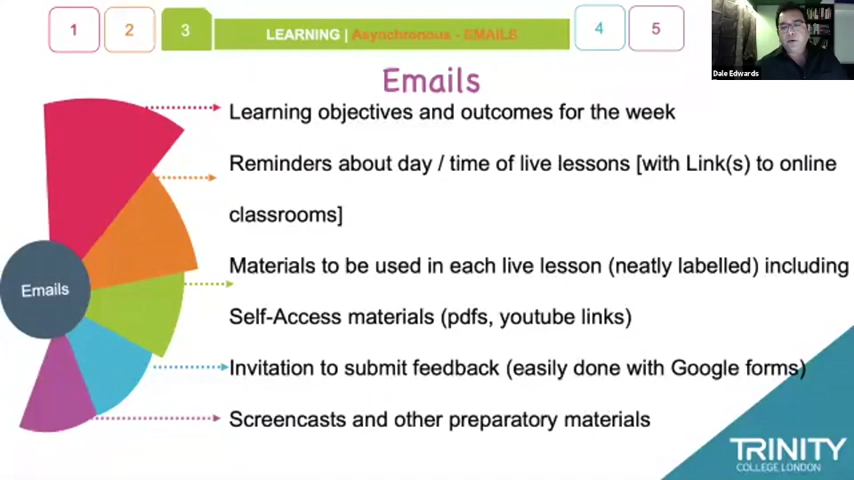 1
2
3
LEARNING | Asynchronous - EMAILS
4
5
Dale Edwards
Emails
Learning objectives and outcomes for the week
Reminders about day / time of live lessons [with Link(s) to online
classrooms]
Materials to be used in each live lesson (neatly labelled) including
Emails
Self-Access materials (pdfs, youtube links)
Invitation to submit feedback (easily done with Google forms)
Screencasts and other preparatory materials
TRINITY
COLLEGE LONDON